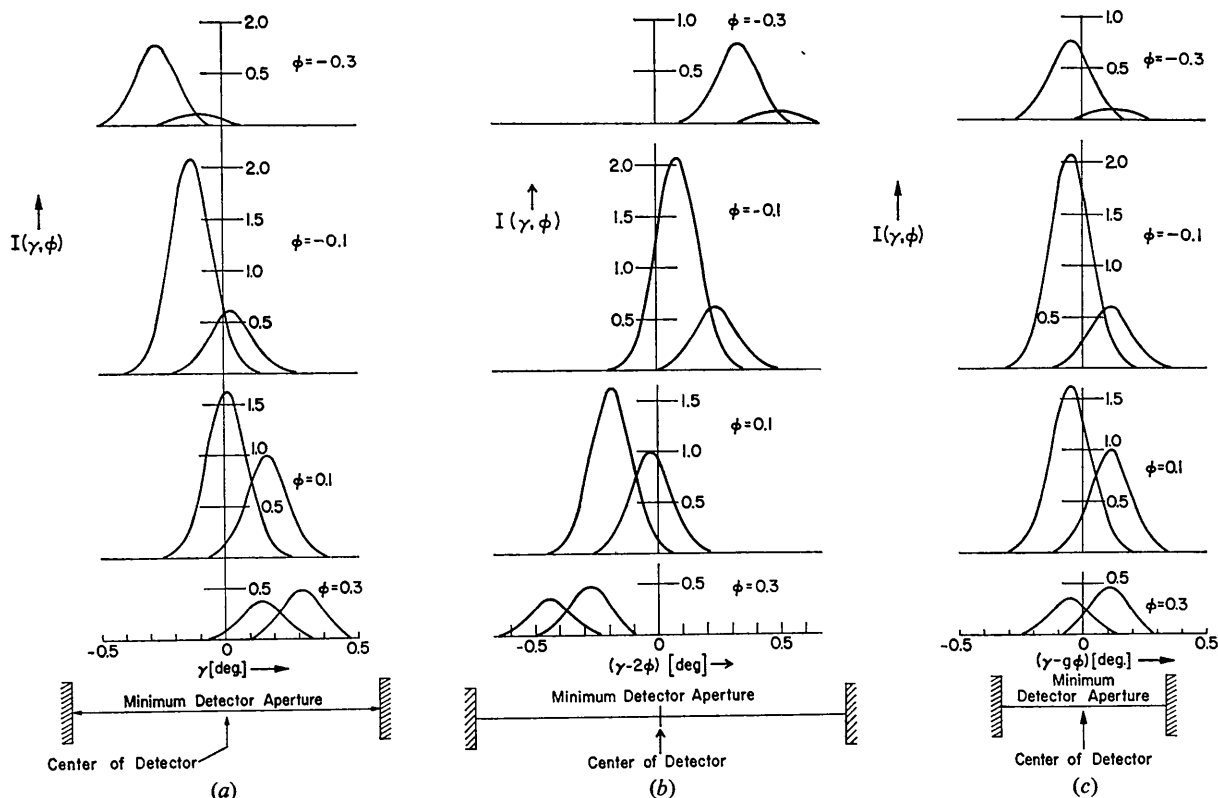 2.0
0.5
ϕ=−0.3
2.0
1.5
1.0
0.5
I(γ,ϕ)
ϕ=−0.1
1.5
1.0
0.5
ϕ=0.1
0.5
ϕ=0.3
−0.5 0 0.5
γ[deg.]
Minimum Detector Aperture
Center of Detector
(a)
1.0
0.5
ϕ=−0.3
2.0
1.5
1.0
0.5
I(γ,ϕ)
ϕ=−0.1
1.5
1.0
0.5
ϕ=0.1
0.5
ϕ=0.3
−0.5 0 0.5
(γ−2ϕ) [deg]
Minimum Detector Aperture
Center of Detector
(b)
1.0
0.5
ϕ=−0.3
2.0
1.5
1.0
0.5
I(γ,ϕ)
ϕ=−0.1
1.5
1.0
0.5
ϕ=0.1
0.5
ϕ=0.3
−0.5 0 0.5
(γ−gϕ)[deg.]
Minimum
Detector Aperture
Center of Detector
(c)